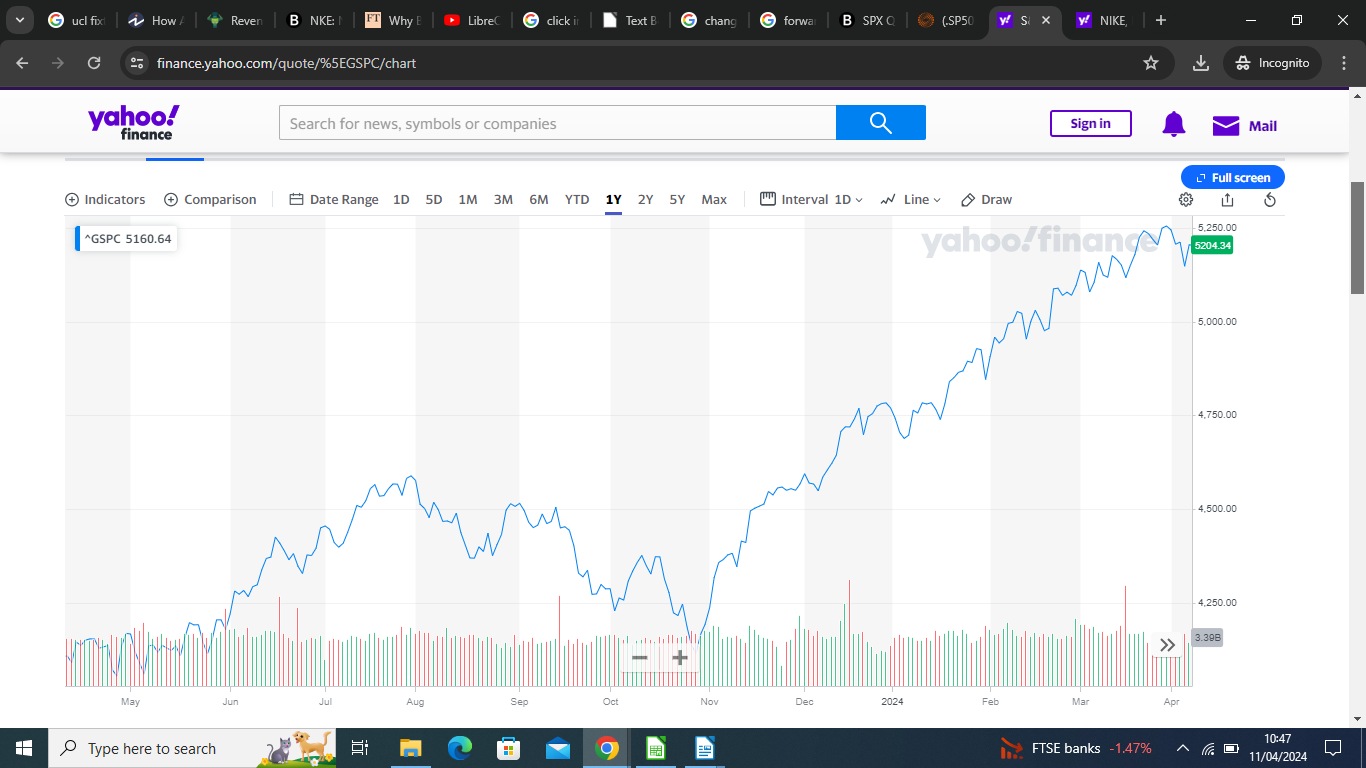 ucl fixt
How A
Reven
NKE: N
FT
Why B
LibreC
click in
Text B
chang
forwar
SPX Q
(.SP50
S&
NIKE,
finance.yahoo.com/quote/%5EGSPC/chart
Incognito
yahoo!
finance
Search for news, symbols or companies
Sign in
Mail
Full screen
Indicators Comparison Date Range 1D 5D 1M 3M 6M YTD 1Y 2Y 5Y Max Interval 1D Line Draw
^GSPC 5160.64
yahoo!finance
5,250.00
5204.34
5,000.00
4,750.00
4,500.00
4,250.00
3.39B
May Jun Jul Aug Sep Oct Nov Dec 2024 Feb Mar Apr
Type here to search
FTSE banks -1.47%
10:47
11/04/2024